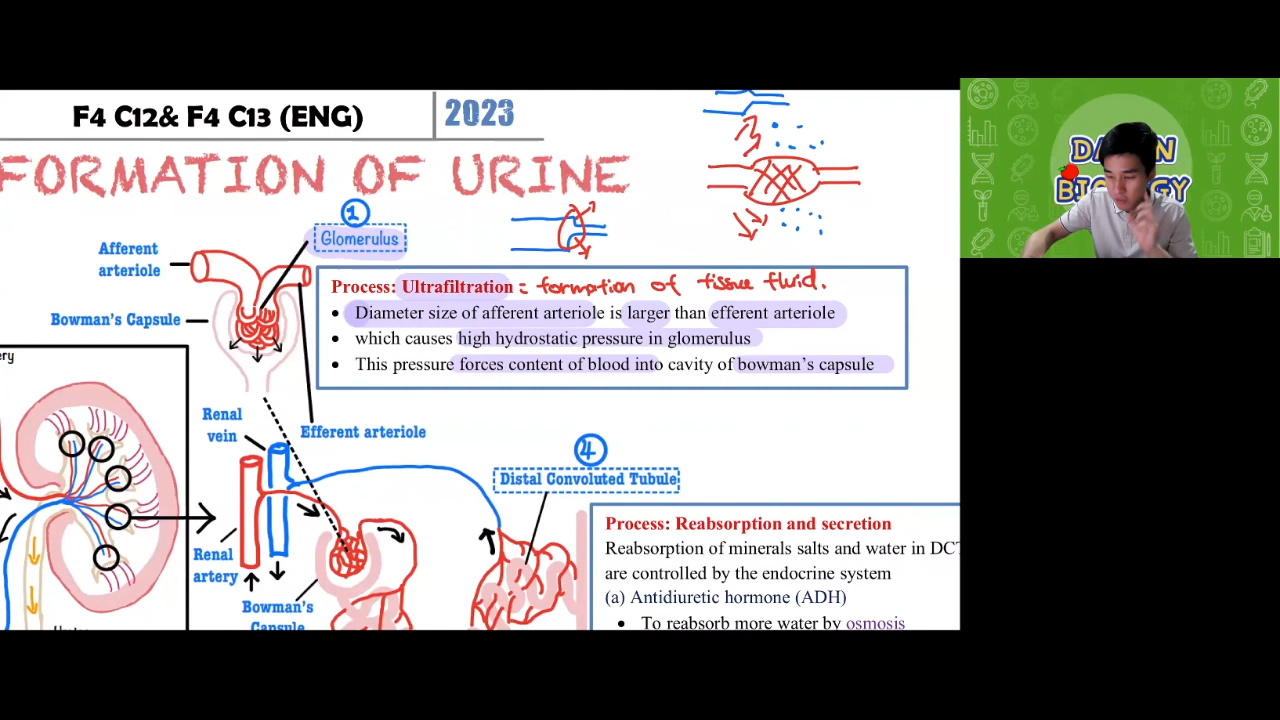 F4 C12& F4 C13 (ENG)
2023
FORMATION OF URINE
1
Glomerulus
Afferent
arteriole
Bowman's Capsule
Process: Ultrafiltration = formation of tissue fluid.
• Diameter size of afferent arteriole is larger than efferent arteriole
• which causes high hydrostatic pressure in glomerulus
• This pressure forces content of blood into cavity of bowman's capsule
ery
Renal
vein
Efferent arteriole
4
Distal Convoluted Tubule
Renal
artery
Bowman's
Capsule
Process: Reabsorption and secretion
Reabsorption of minerals salts and water in DCT
are controlled by the endocrine system
(a) Antidiuretic hormone (ADH)
• To reabsorb more water by osmosis